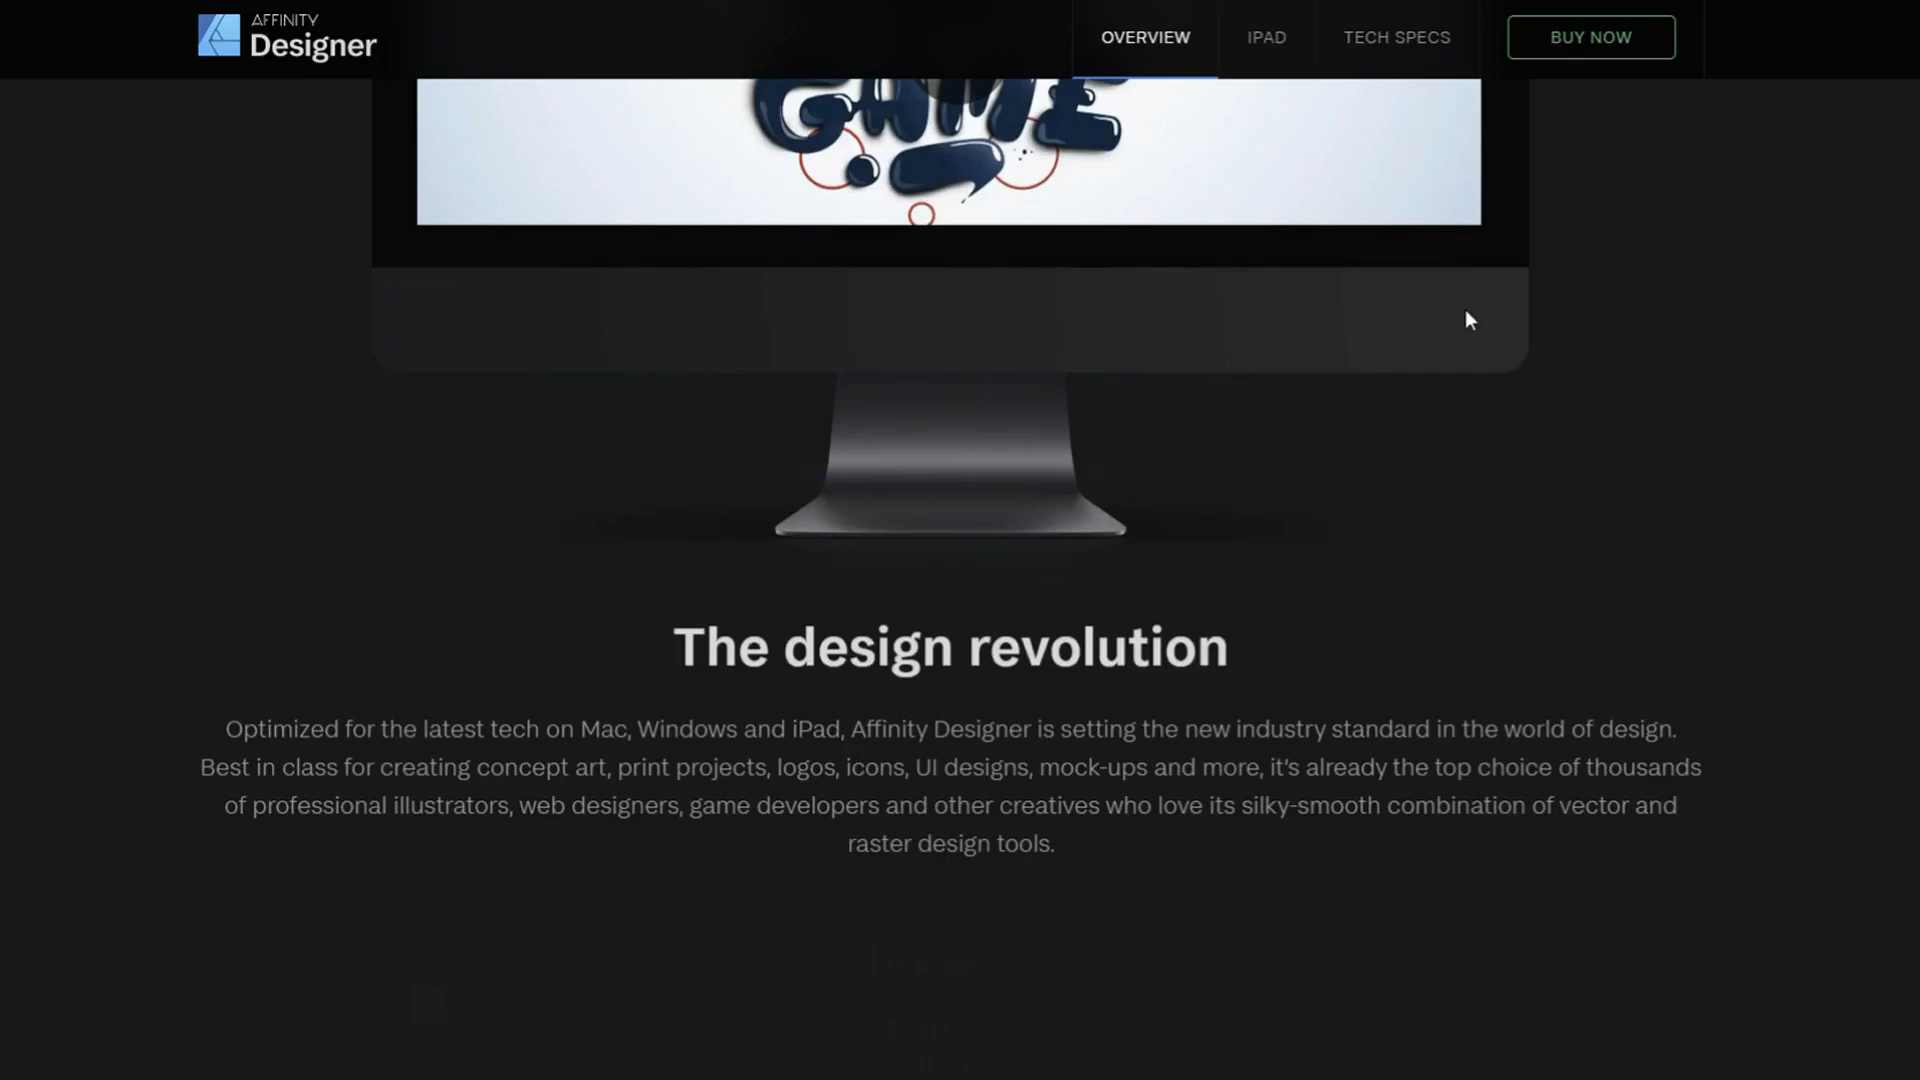 AFFINITY
Designer
OVERVIEW
IPAD
TECH SPECS
BUY NOW
GAME
The design revolution
Optimized for the latest tech on Mac, Windows and iPad, Affinity Designer is setting the new industry standard in the world of design.
Best in class for creating concept art, print projects, logos, icons, UI designs, mock-ups and more, it's already the top choice of thousands
of professional illustrators, web designers, game developers and other creatives who love its silky-smooth combination of vector and
raster design tools.